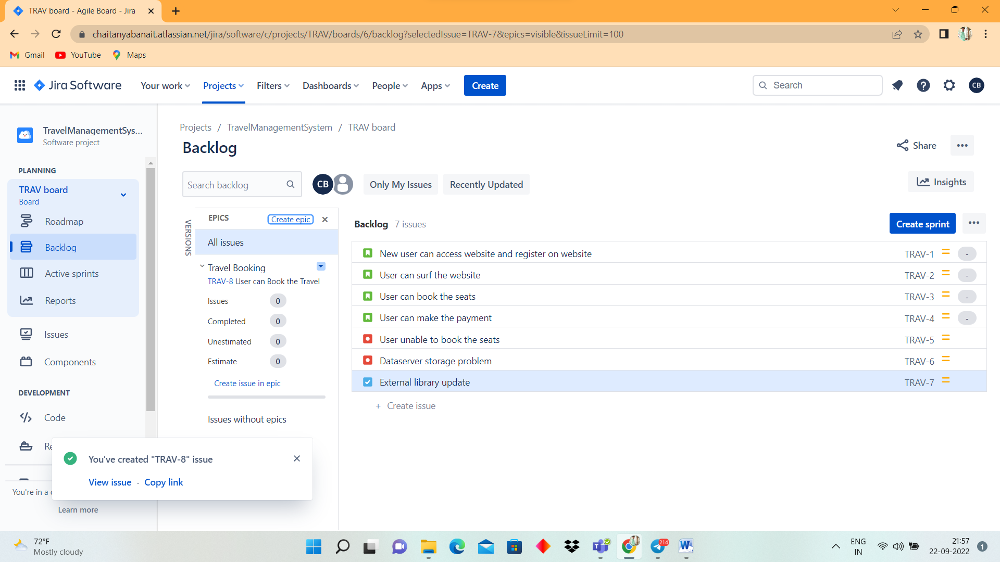 TRAV board - Agile Board - Jira
chaitanyabanait.atlassian.net/jira/software/c/projects/TRAV/boards/6/backlog?selectedIssue=TRAV-7&epics=visible&issueLimit=100
Gmail YouTube Maps
Jira Software Your work Projects Filters Dashboards People Apps Create Search CB
TravelManagementSys...
Software project
PLANNING
TRAV board
Board
Roadmap
Backlog
Active sprints
Reports
Issues
Components
DEVELOPMENT
Code
Re
You're in a
Learn more
Projects / TravelManagementSystem / TRAV board
Backlog
Share
Search backlog CB Only My Issues Recently Updated
Insights
VERSIONS
EPICS Create epic
All issues
Travel Booking
TRAV-8 User can Book the Travel
Issues 0
Completed 0
Unestimated 0
Estimate 0
Create issue in epic
Issues without epics
Backlog 7 issues
Create sprint
New user can access website and register on website TRAV-1 -
User can surf the website TRAV-2 -
User can book the seats TRAV-3 -
User can make the payment TRAV-4 -
User unable to book the seats TRAV-5
Dataserver storage problem TRAV-6
External library update TRAV-7
+ Create issue
You've created "TRAV-8" issue
View issue · Copy link
72°F
Mostly cloudy
214
ENG
IN
21:57
22-09-2022
1